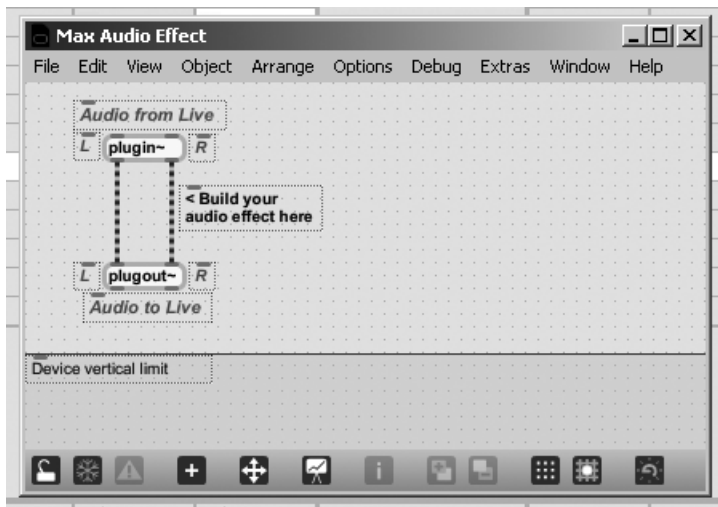 Max Audio Effect
File Edit View Object Arrange Options Debug Extras Window Help
Audio from Live
L plugin~ R
< Build your
audio effect here
L plugout~ R
Audio to Live
Device vertical limit
i